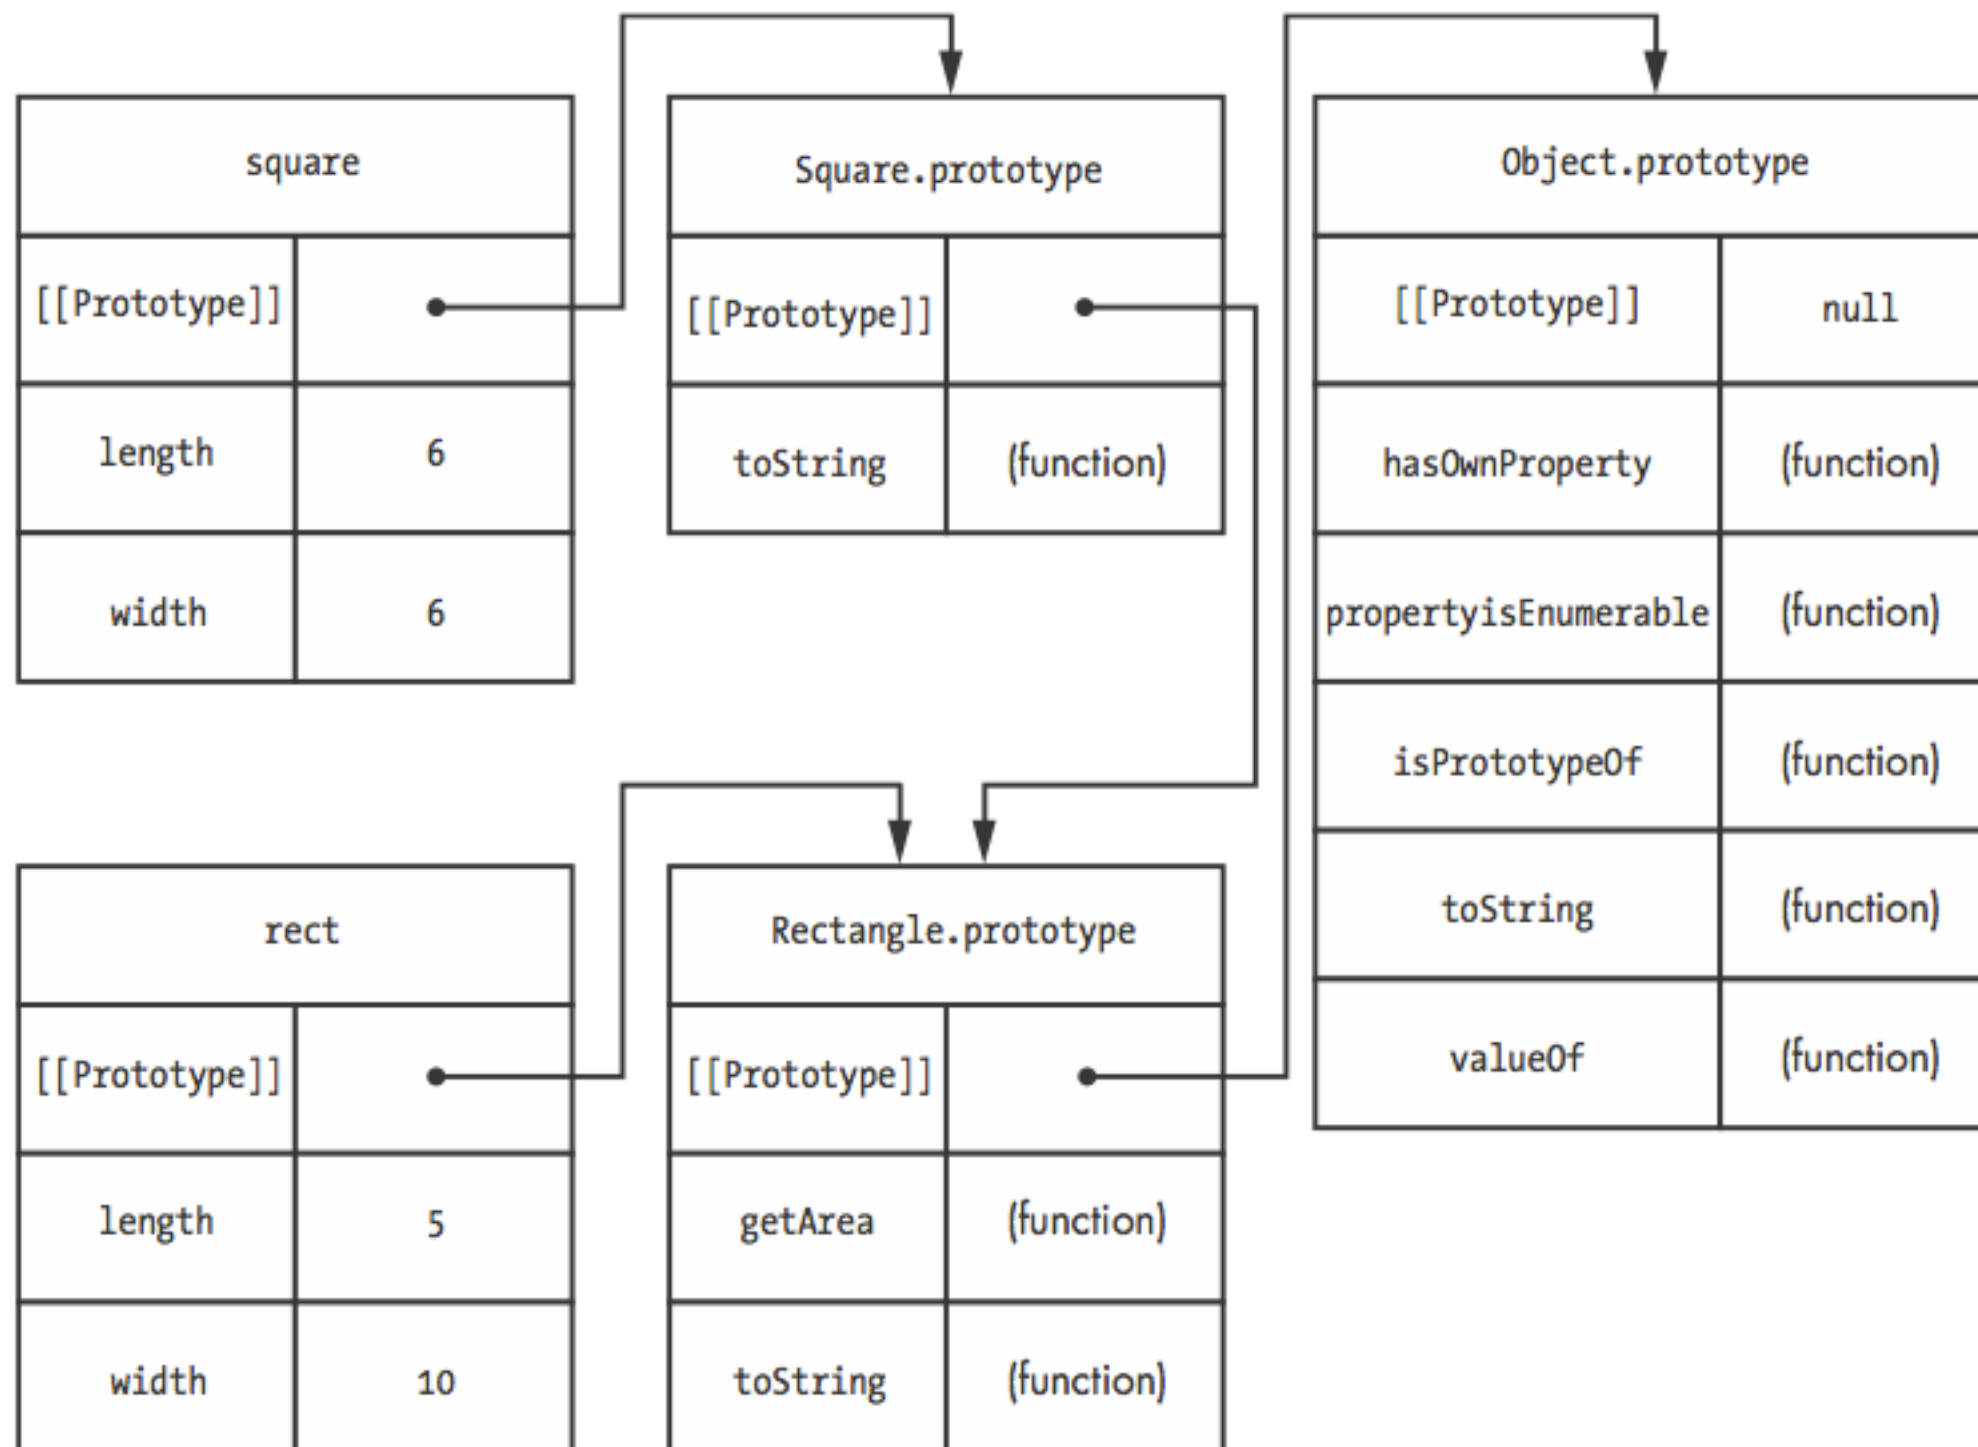 square
[[Prototype]]
length 6
width 6
Square.prototype
[[Prototype]]
toString (function)
Object.prototype
[[Prototype]] null
hasOwnProperty (function)
propertyisEnumerable (function)
isPrototypeOf (function)
toString (function)
valueOf (function)
rect
[[Prototype]]
length 5
width 10
Rectangle.prototype
[[Prototype]]
getArea (function)
toString (function)